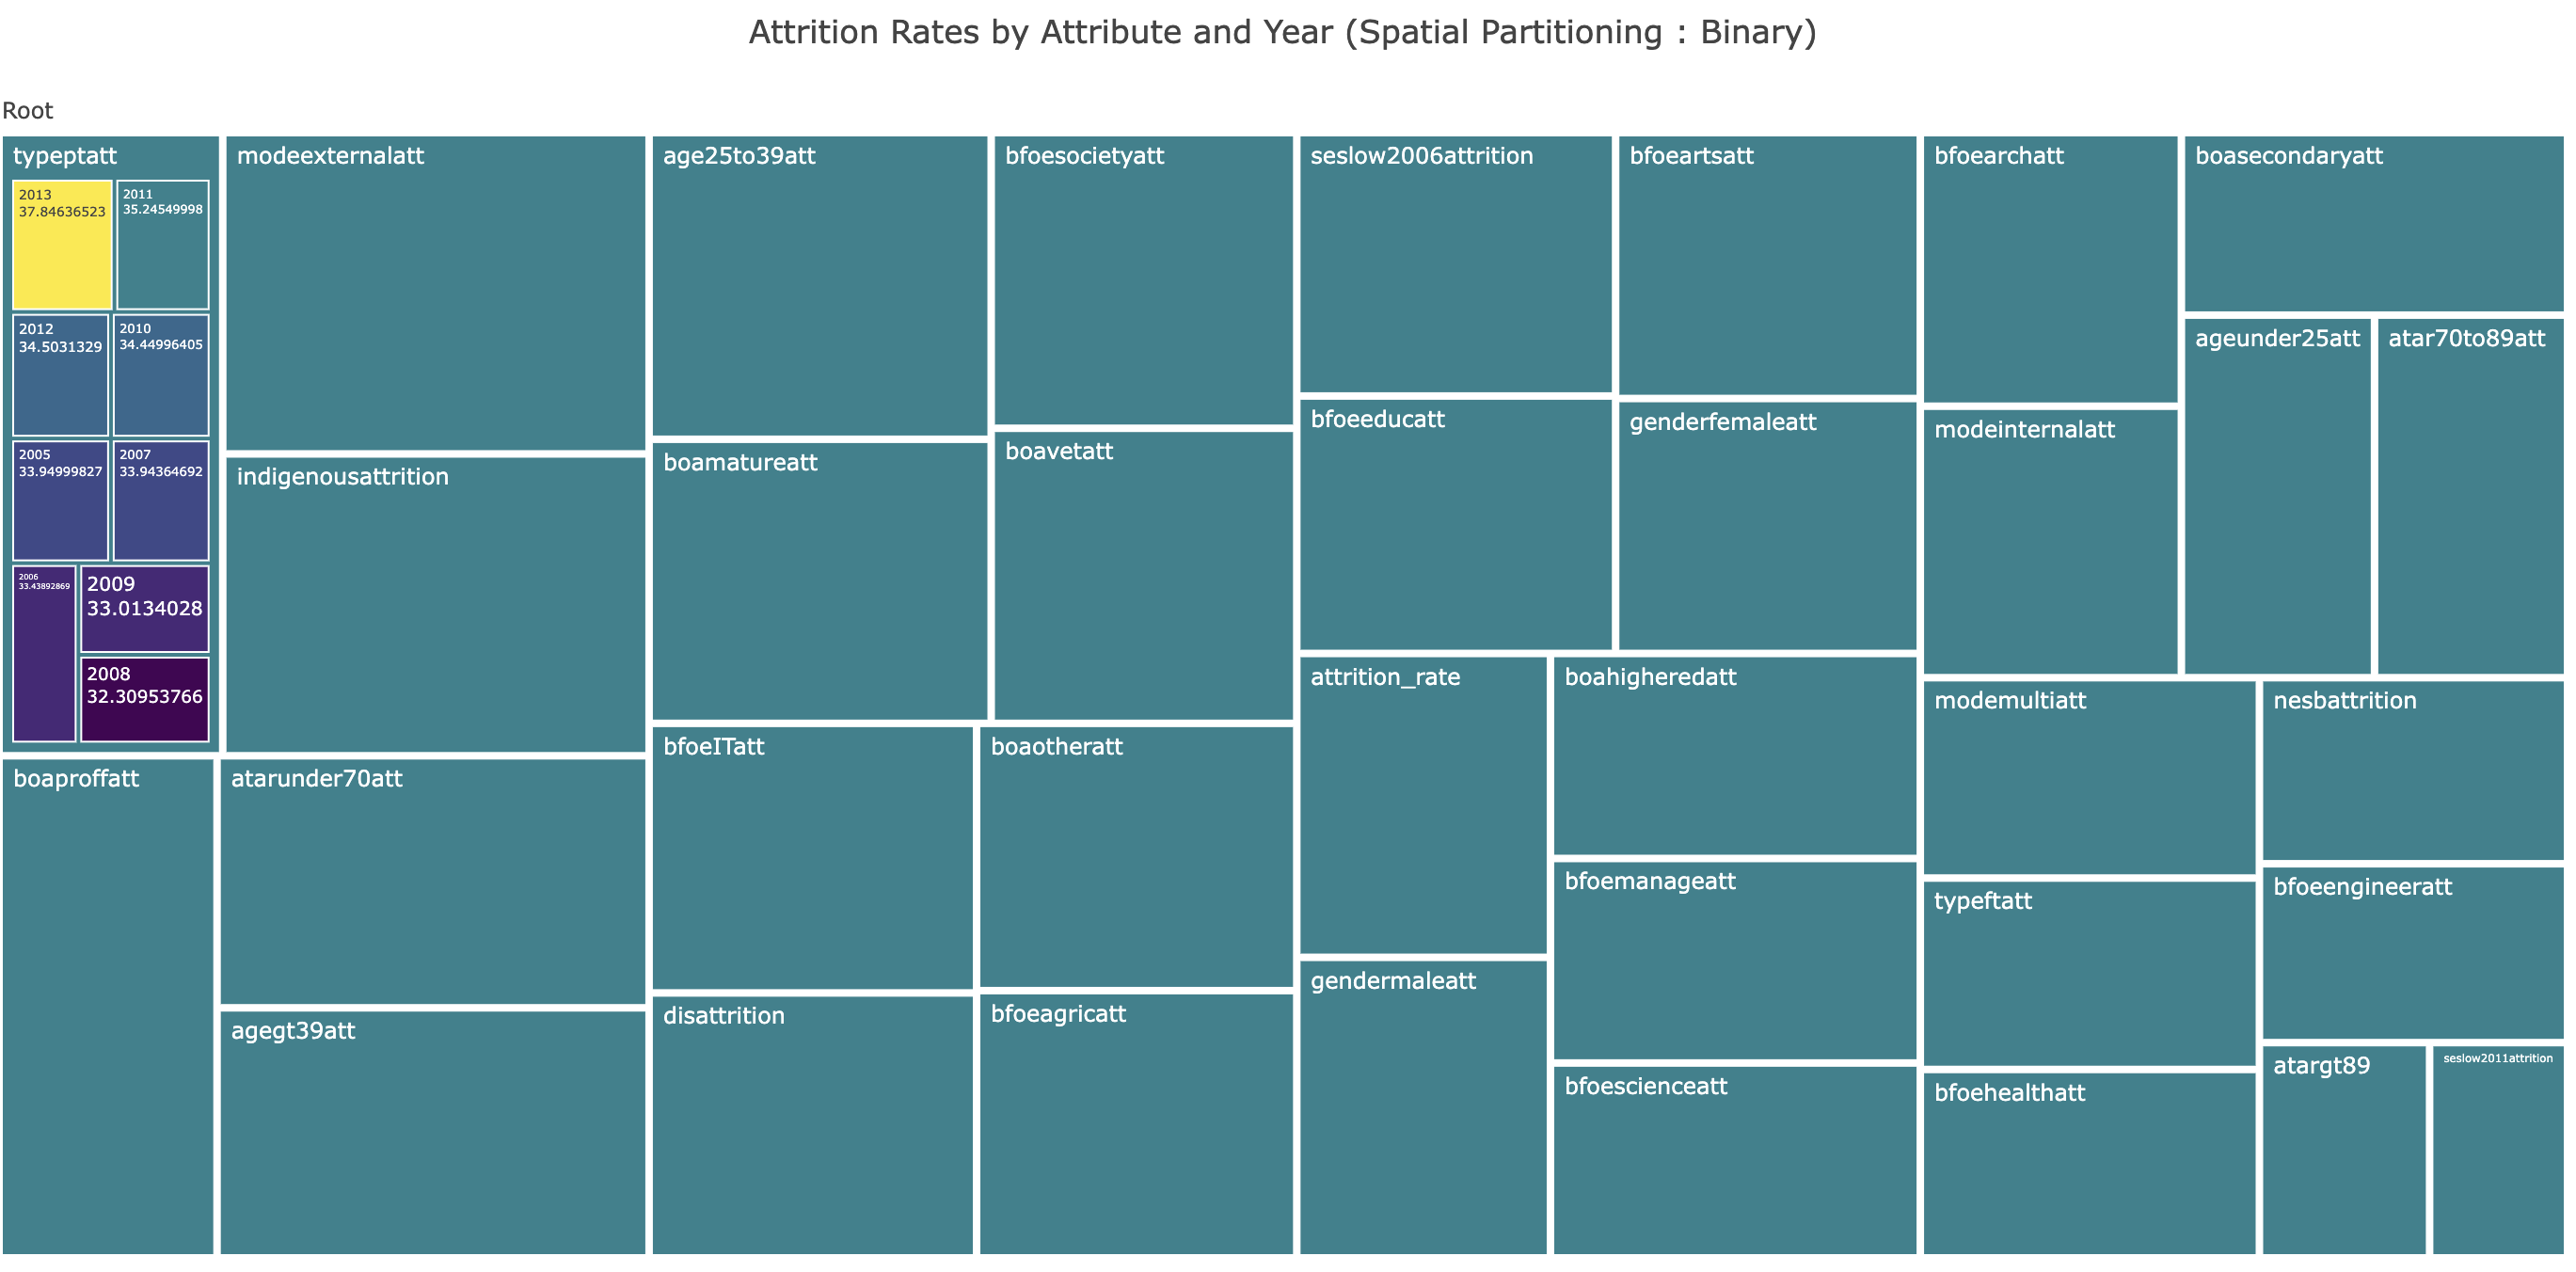 Attrition Rates by Attribute and Year (Spatial Partitioning : Binary)
Root
typeptatt
2013
37.84636523
2011
35.24549998
2012
34.5031329
2010
34.44996405
2005
33.94999827
2007
33.94364692
2006
33.43892869
2009
33.0134028
2008
32.30953766
boaproffatt
modeexternalatt
indigenousattrition
atarunder70att
agegt39att
age25to39att
bfoesocietyatt
boamatureatt
boavetatt
bfoeITatt
boaotheratt
disattrition
bfoeagricatt
seslow2006attrition
bfoeartsatt
bfoeeducatt
genderfemaleatt
attrition_rate
boahigheredatt
bfoemanageatt
gendermaleatt
bfoescienceatt
bfoearchatt
boasecondaryatt
ageunder25att
atar70to89att
modeinternalatt
modemultiatt
nesbattrition
typeftatt
bfoeengineeratt
bfoehealthatt
atargt89
seslow2011attrition